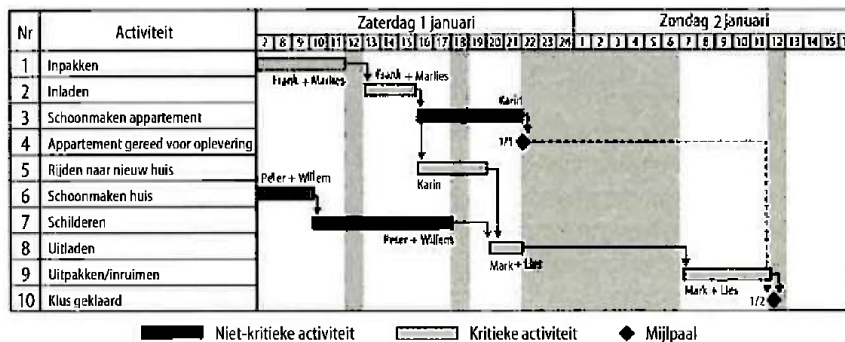 Nr Activiteit Zaterdag 1 januari Zondag 2 januari
7 8 9 10 11 12 13 14 15 16 17 18 19 20 21 22 23 24 1 2 3 4 5 6 7 8 9 10 11 12 13 14 15
1 Inpakken Frank + Marlies
2 Inladen Frank + Marlies
3 Schoonmaken appartement Karin
4 Appartement gereed voor oplevering 1/1
5 Rijden naar nieuw huis Karin
6 Schoonmaken huis Peter + Willem
7 Schilderen Peter + Willem
8 Uitladen Mark + Lies
9 Uitpakken/inruimen Mark + Lies
10 Klus geklaard 1/2
Niet-kritieke activiteit Kritieke activiteit Mijlpaal